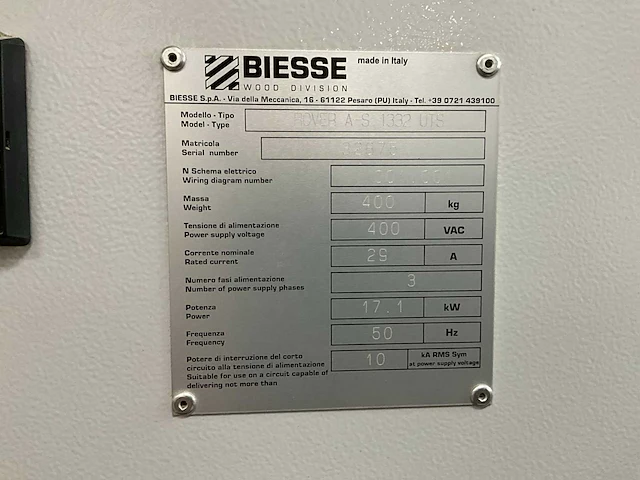 BIESSE
WOOD DIVISION
made in Italy
BIESSE S.p.A. - Via della Meccanica, 16 - 61122 Pesaro (PU) Italy - Tel. +39 0721 439100
Modello - Tipo
Model - Type
ROVER A S 1332 UTS
Matricola
Serial number
N Schema elettrico
Wiring diagram number
Massa
Weight
400 kg
Tensione di alimentazione
Power supply voltage
400 VAC
Corrente nominale
Rated current
29 A
Numero fasi alimentazione
Number of power supply phases
3
Potenza
Power
17.1 kW
Frequenza
Frequency
50 Hz
Potere di interruzione del corto
circuito alla tensione di alimentazione
Suitable for use on a circuit capable of
delivering not more than
10 kA RMS Sym
at power supply voltage